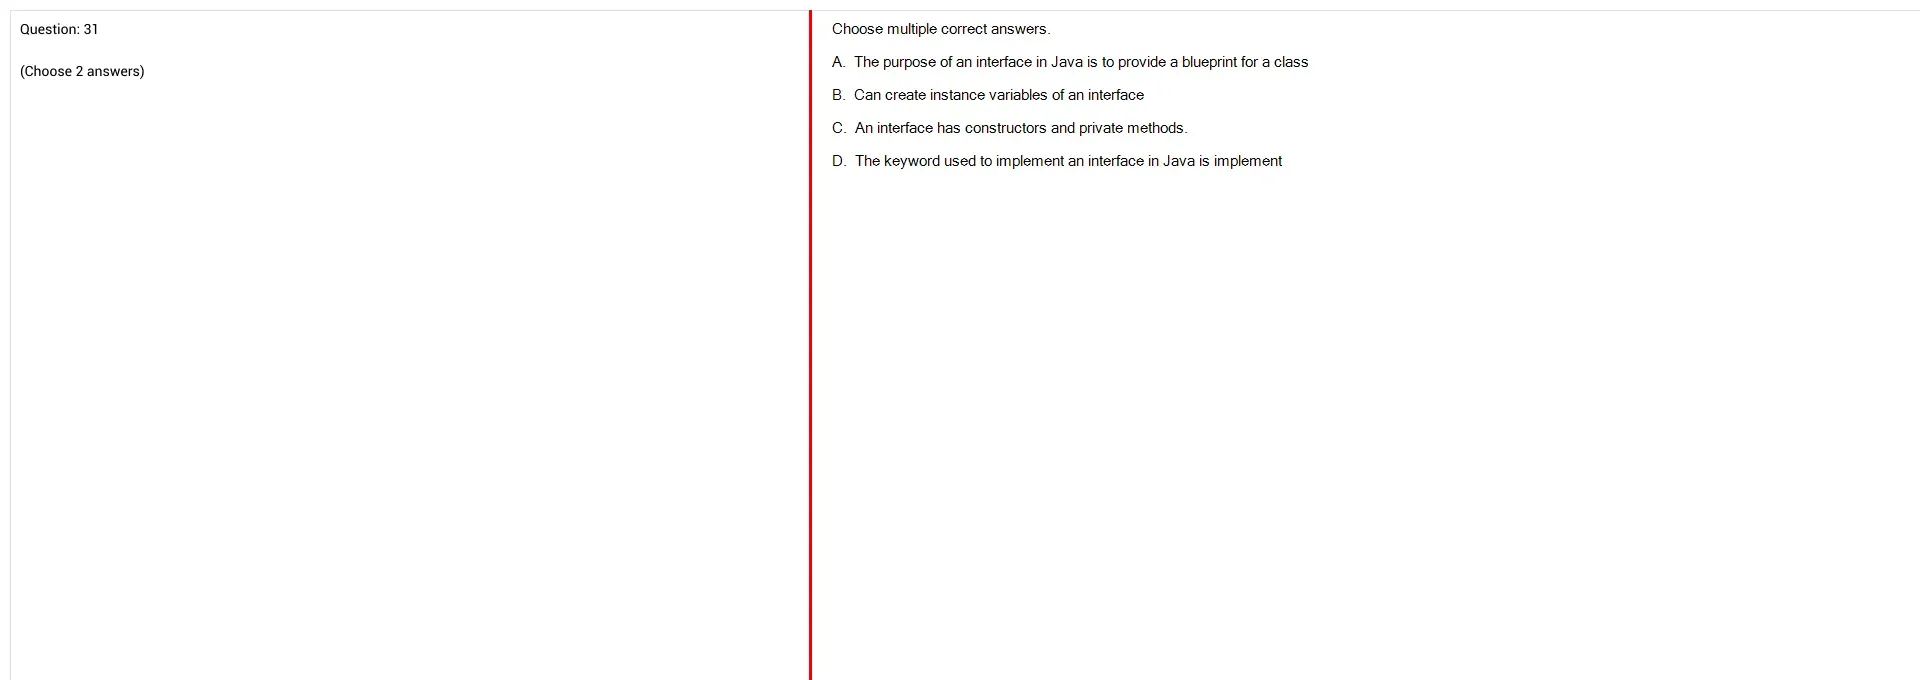 Question: 31
(Choose 2 answers)
Choose multiple correct answers.
A. The purpose of an interface in Java is to provide a blueprint for a class
B. Can create instance variables of an interface
C. An interface has constructors and private methods.
D. The keyword used to implement an interface in Java is implement